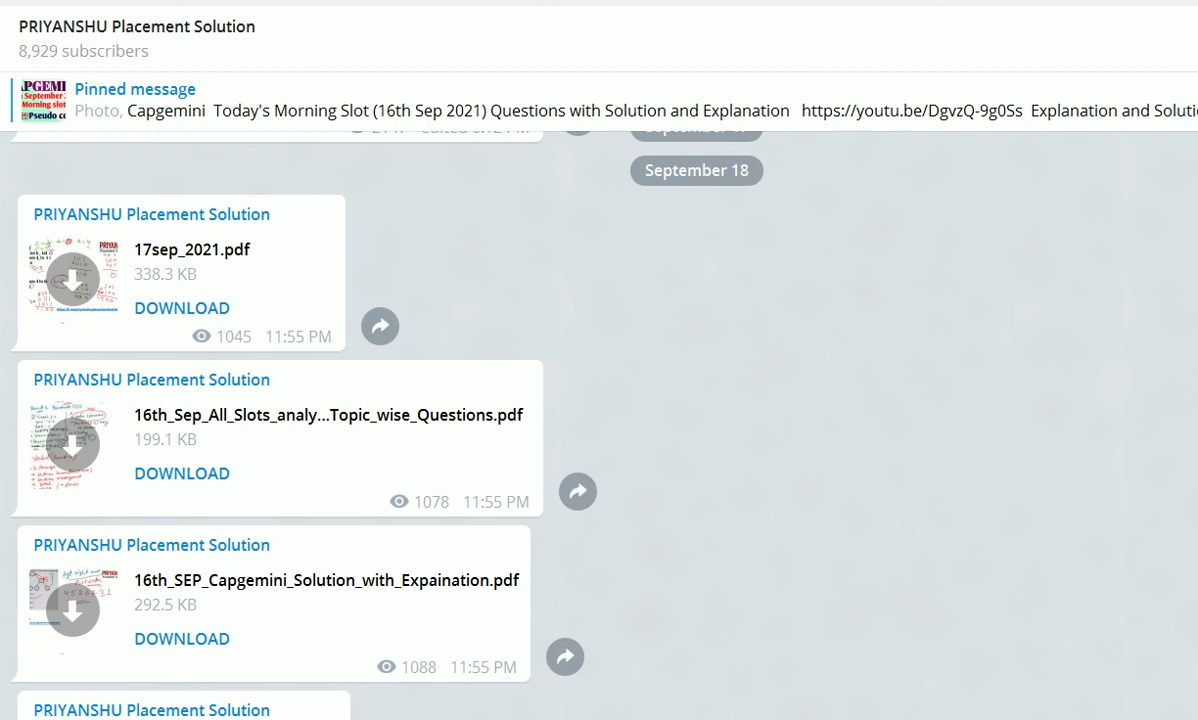 PRIYANSHU Placement Solution
8,929 subscribers
Pinned message
Photo, Capgemini Today's Morning Slot (16th Sep 2021) Questions with Solution and Explanation https://youtu.be/DgvzQ-9g0Ss Explanation and Soluti
September 18
PRIYANSHU Placement Solution
17sep_2021.pdf
338.3 KB
DOWNLOAD
1045 11:55 PM
PRIYANSHU Placement Solution
16th_Sep_All_Slots_analy...Topic_wise_Questions.pdf
199.1 KB
DOWNLOAD
1078 11:55 PM
PRIYANSHU Placement Solution
16th_SEP_Capgemini_Solution_with_Expaination.pdf
292.5 KB
DOWNLOAD
1088 11:55 PM
PRIYANSHU Placement Solution